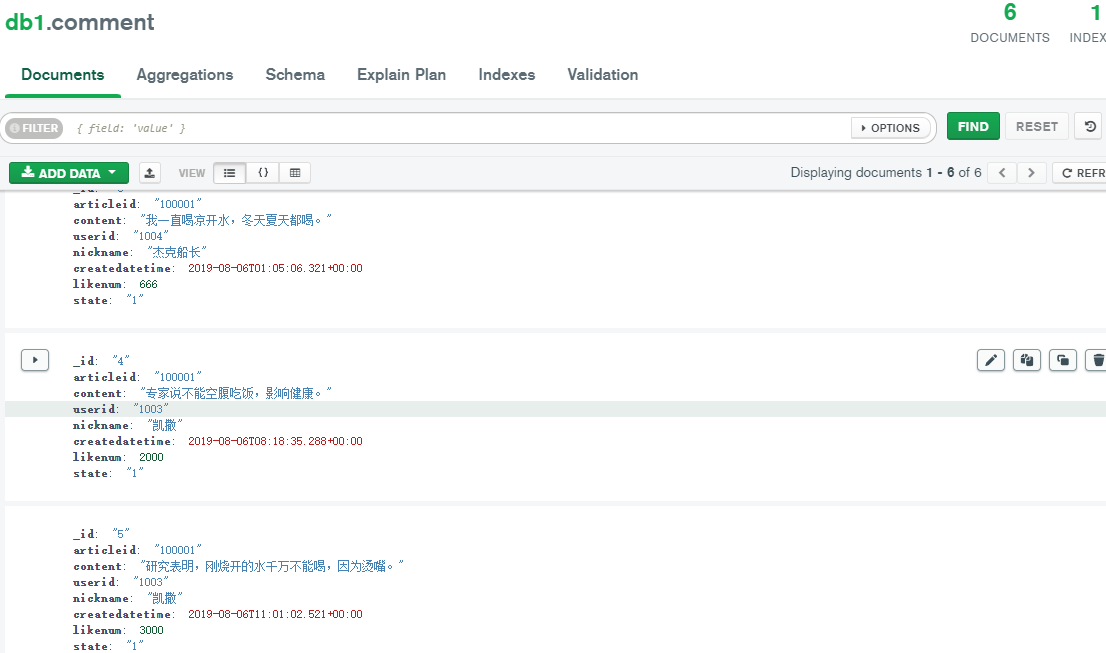 db1.comment
6 1
DOCUMENTS INDEX
Documents Aggregations Schema Explain Plan Indexes Validation
FILTER { field: 'value' } OPTIONS FIND RESET
ADD DATA VIEW {} Displaying documents 1 - 6 of 6 REFR
articleid: "100001"
content: "我一直喝凉开水，冬天夏天都喝。"
userid: "1004"
nickname: "杰克船长"
createdatetime: 2019-08-06T01:05:06.321+00:00
likenum: 666
state: "1"
_id: "4"
articleid: "100001"
content: "专家说不能空腹吃饭，影响健康。"
userid: "1003"
nickname: "凯撒"
createdatetime: 2019-08-06T08:18:35.288+00:00
likenum: 2000
state: "1"
_id: "5"
articleid: "100001"
content: "研究表明，刚烧开的水千万不能喝，因为烫嘴。"
userid: "1003"
nickname: "凯撒"
createdatetime: 2019-08-06T11:01:02.521+00:00
likenum: 3000
state: "1"